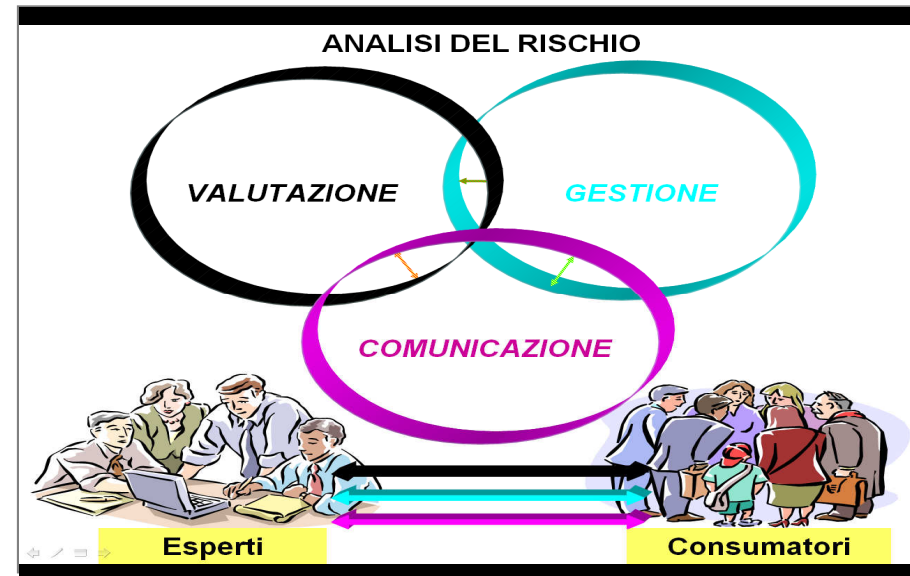 ANALISI DEL RISCHIO
VALUTAZIONE
GESTIONE
COMUNICAZIONE
Esperti
Consumatori